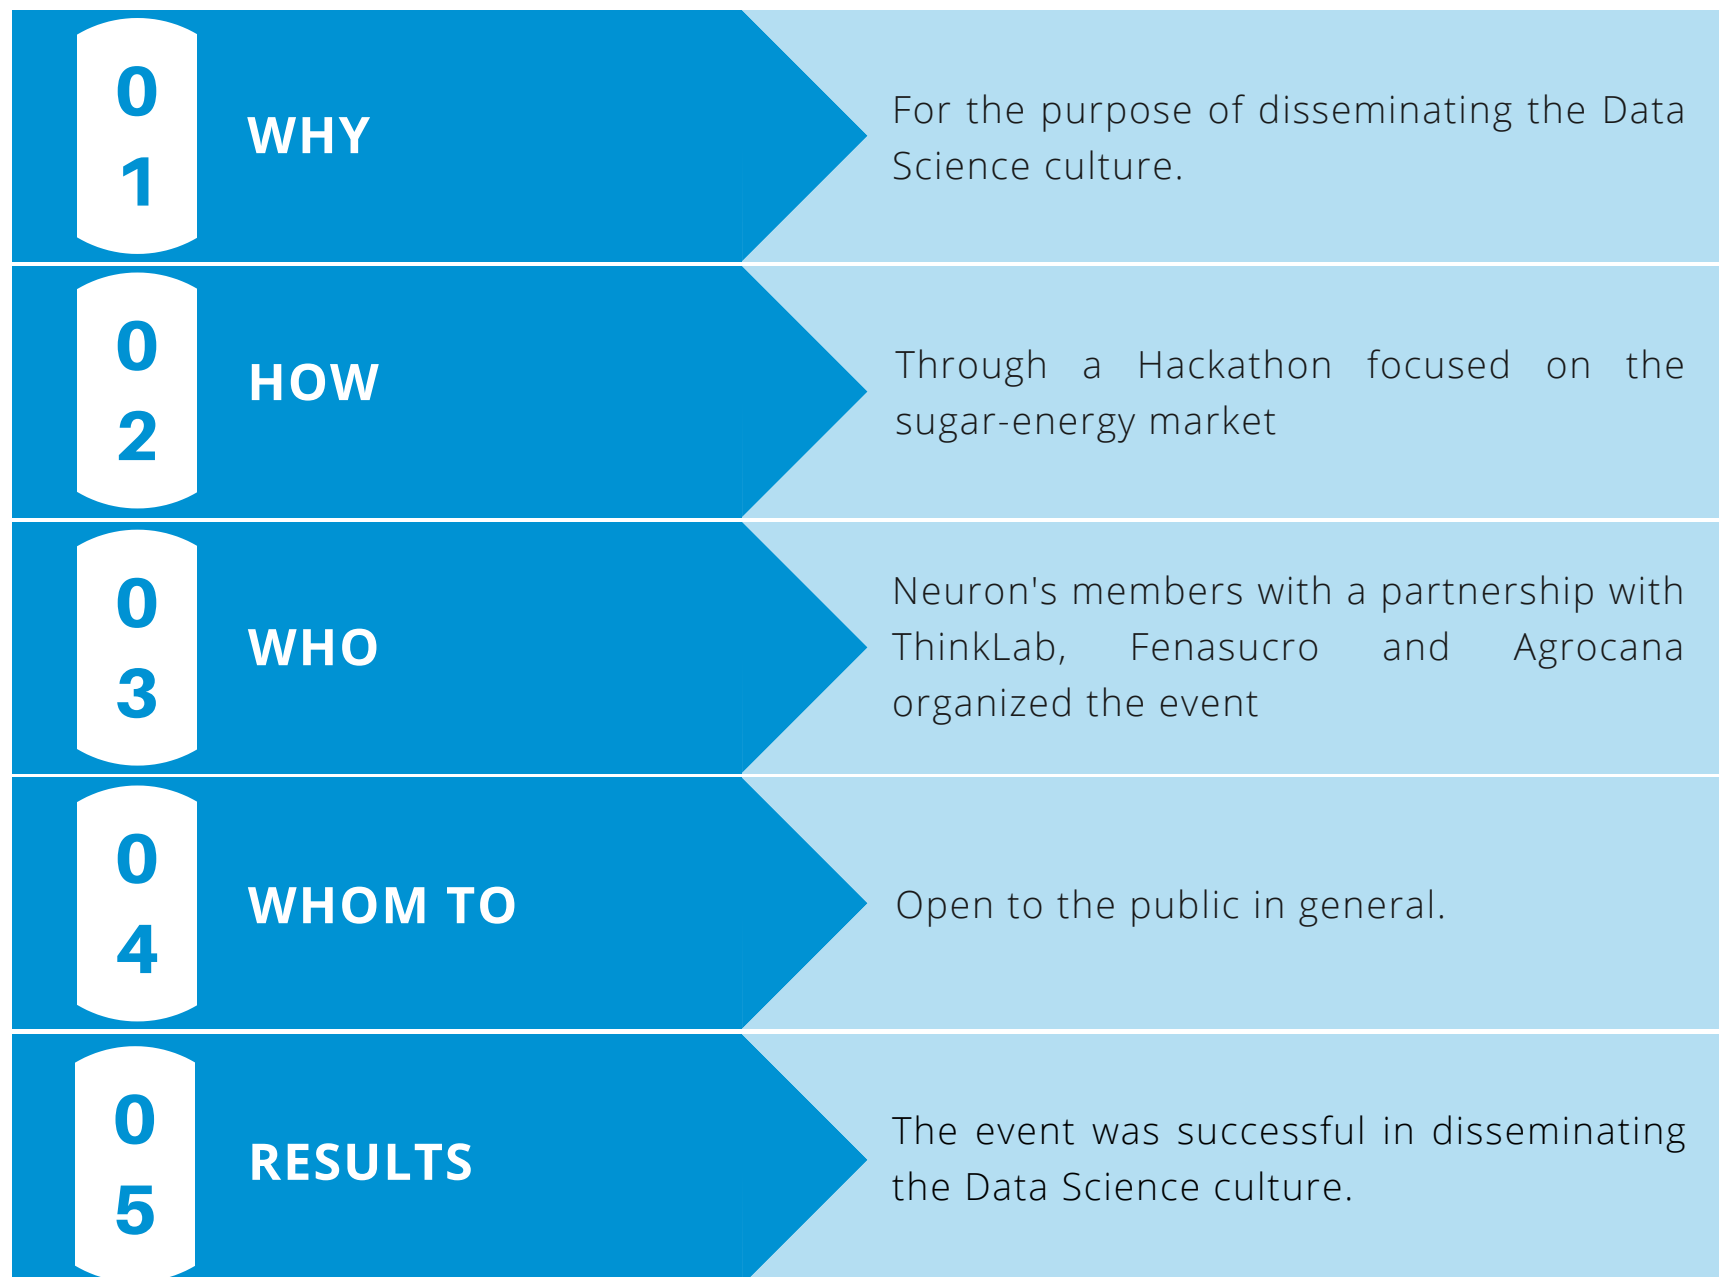 0
1
WHY
For the purpose of disseminating the Data
Science culture.
0
2
HOW
Through a Hackathon focused on the
sugar-energy market
0
3
WHO
Neuron's members with a partnership with
ThinkLab, Fenasucro and Agrocana
organized the event
0
4
WHOM TO
Open to the public in general.
0
5
RESULTS
The event was successful in disseminating
the Data Science culture.